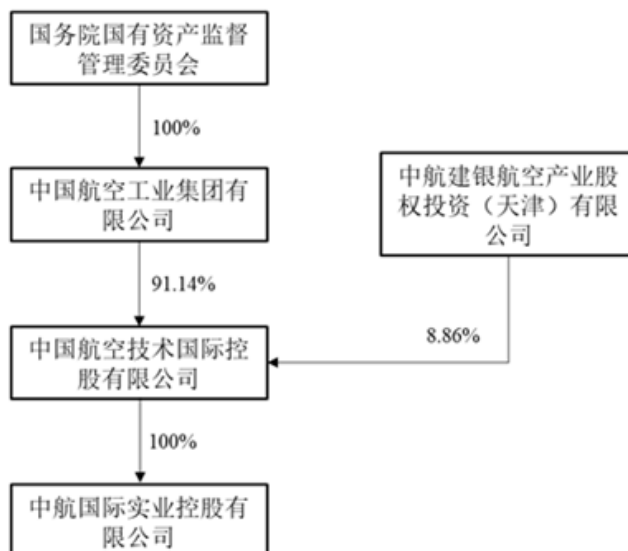 国务院国有资产监督
管理委员会
100%
中国航空工业集团有
限公司
中航建银航空产业股
权投资（天津）有限
公司
91.14%
8.86%
中国航空技术国际控
股有限公司
100%
中航国际实业控股有
限公司